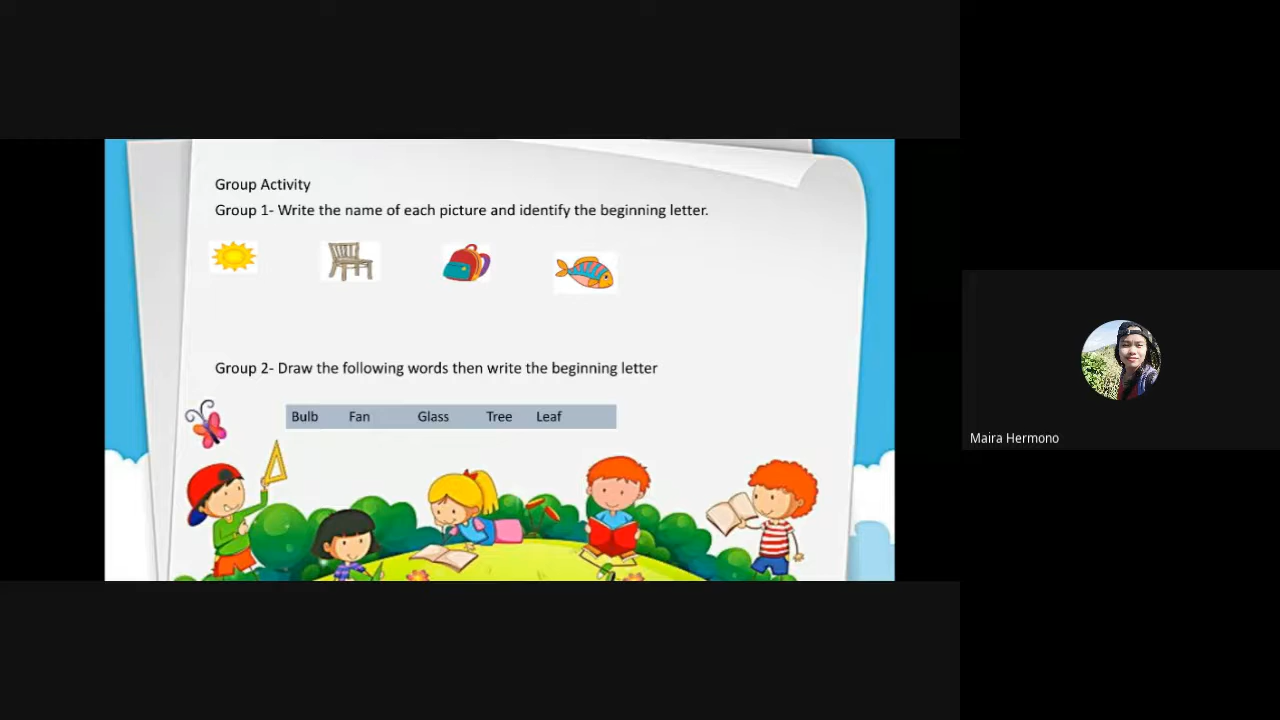 Group Activity
Group 1- Write the name of each picture and identify the beginning letter.
Group 2- Draw the following words then write the beginning letter
Bulb Fan Glass Tree Leaf
Maira Hermono